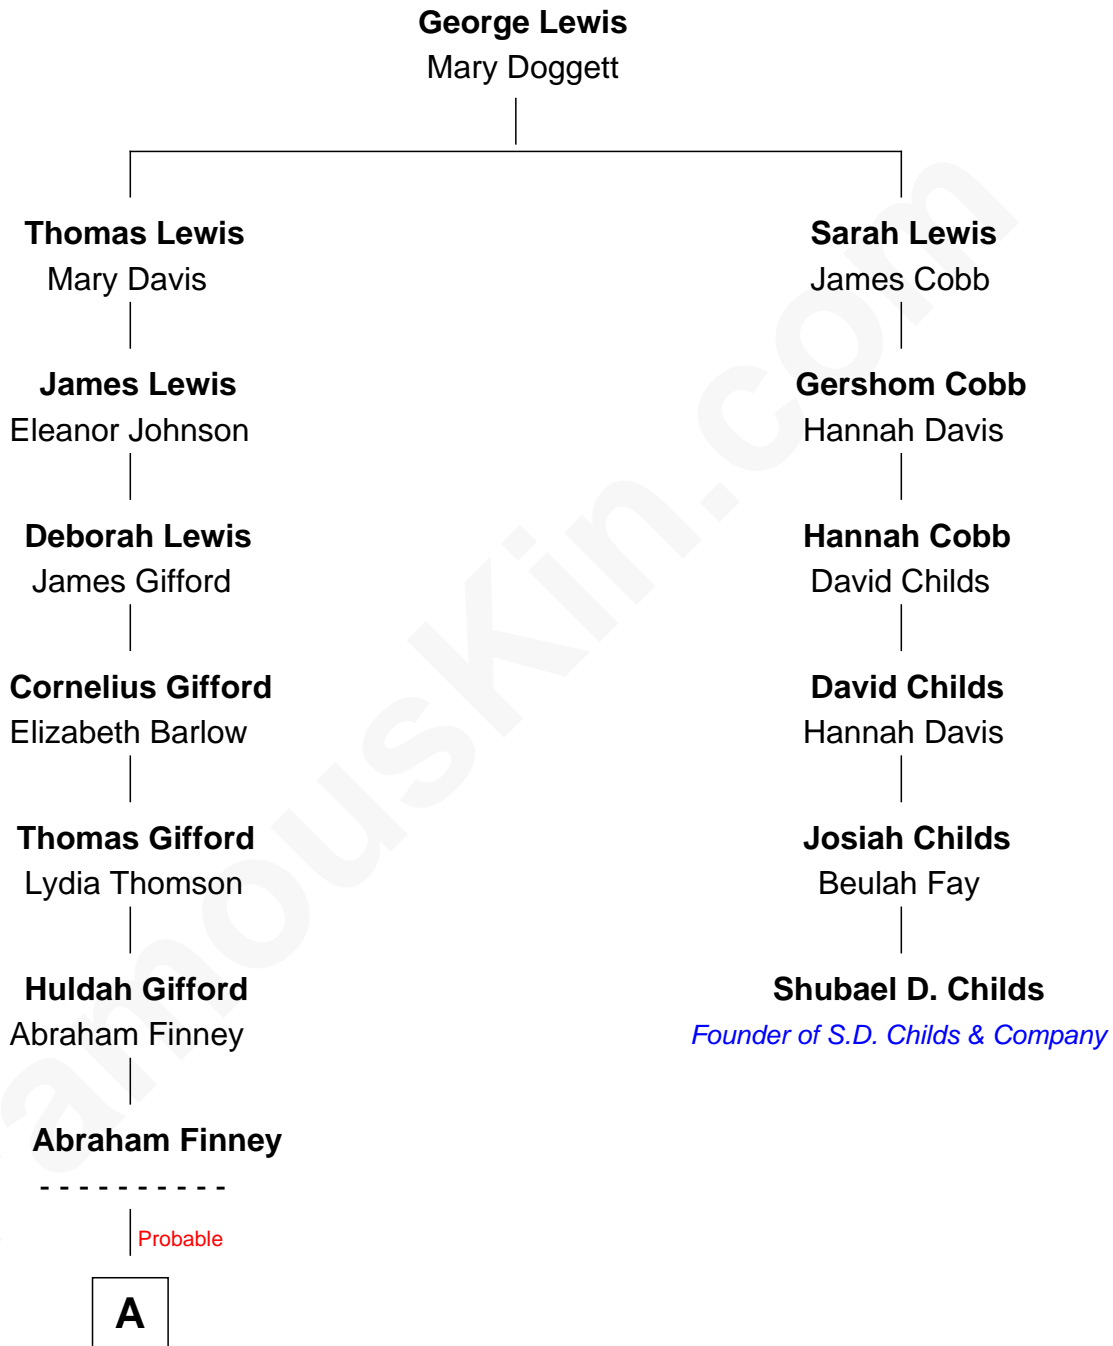 George Lewis
Mary Doggett
Thomas Lewis
Mary Davis
Sarah Lewis
James Cobb
James Lewis
Eleanor Johnson
Gershom Cobb
Hannah Davis
Deborah Lewis
James Gifford
Hannah Cobb
David Childs
Cornelius Gifford
Elizabeth Barlow
David Childs
Hannah Davis
Thomas Gifford
Lydia Thomson
Josiah Childs
Beulah Fay
Huldah Gifford
Abraham Finney
Shubael D. Childs
Founder of S.D. Childs & Company
Abraham Finney
- - - - - - - - - -
Probable
A
amousKin.com